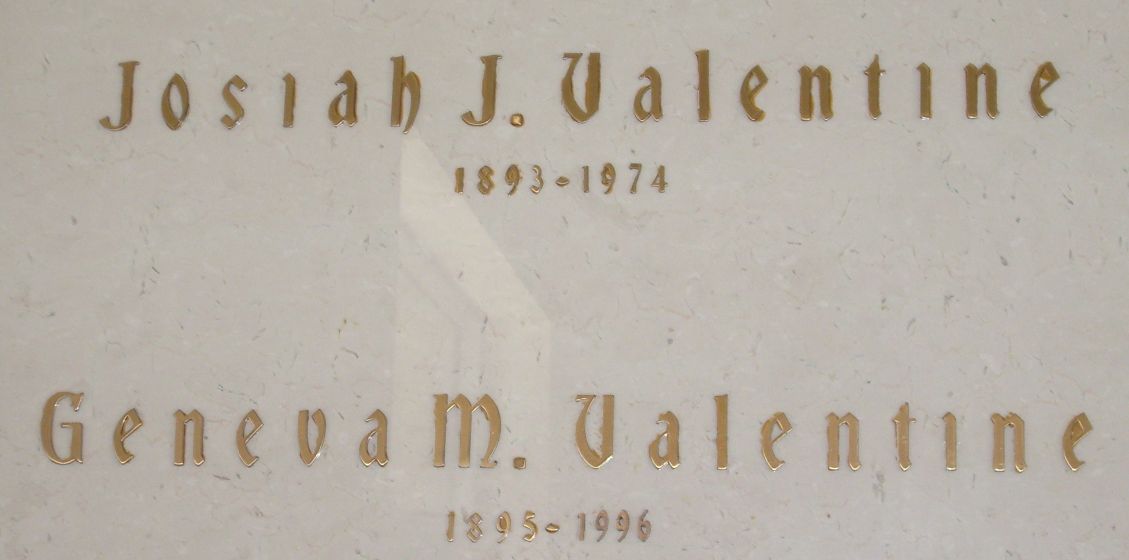 Josiah J. Valentine
1893-1974
Geneva M. Valentine
1895-1996